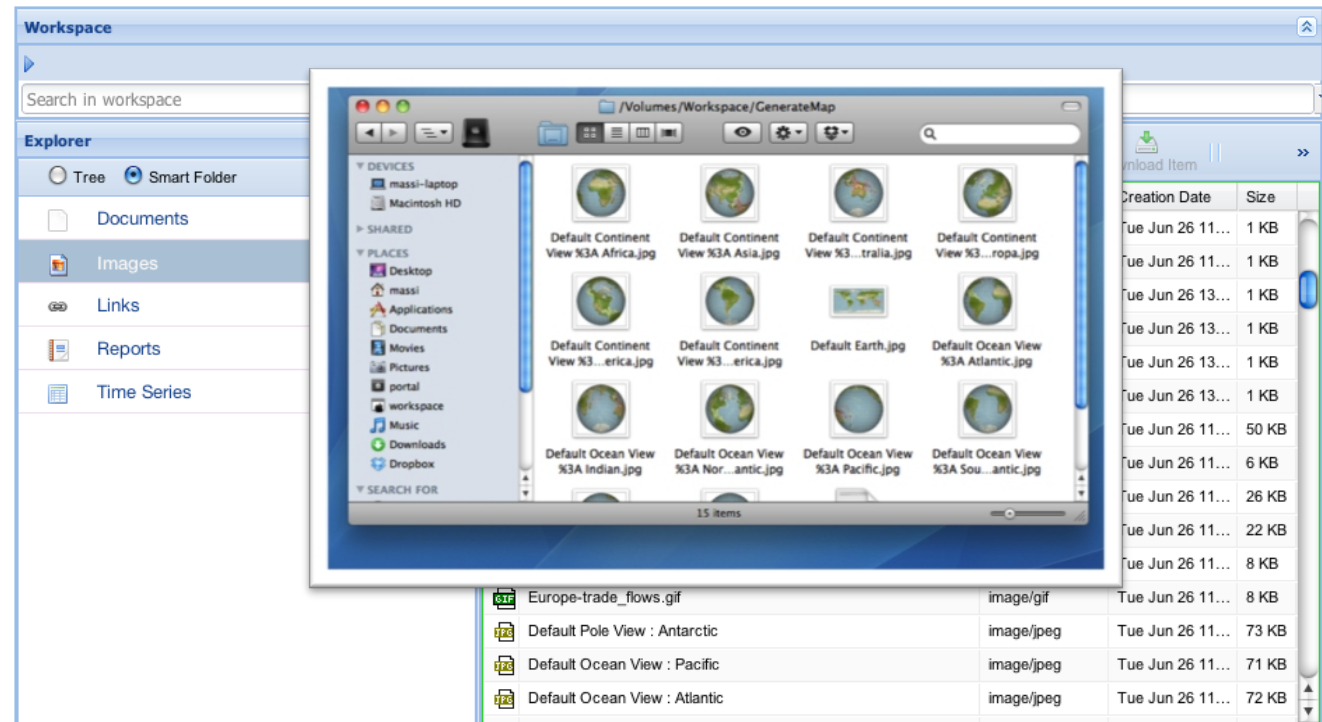 Workspace
Search in workspace
Explorer
Tree Smart Folder
Documents
Images
Links
Reports
Time Series
/Volumes/Workspace/GenerateMap
DEVICES
massi-laptop
Macintosh HD
SHARED
PLACES
Desktop
massi
Applications
Documents
Movies
Pictures
portal
workspace
Music
Downloads
Dropbox
SEARCH FOR
Default Continent Default Continent Default Continent Default Continent
View %3A Africa.jpg View %3A Asia.jpg View %3...tralia.jpg View %3...ropa.jpg
Default Continent Default Continent Default Earth.jpg Default Ocean View
View %3...erica.jpg View %3...erica.jpg %3A Atlantic.jpg
Default Ocean View Default Ocean View Default Ocean View Default Ocean View
%3A Indian.jpg %3A Nor...antic.jpg %3A Pacific.jpg %3A Sou...antic.jpg
15 items
wnload Item
Creation Date Size
Tue Jun 26 11... 1 KB
Tue Jun 26 11... 1 KB
Tue Jun 26 13... 1 KB
Tue Jun 26 13... 1 KB
Tue Jun 26 13... 1 KB
Tue Jun 26 13... 1 KB
Tue Jun 26 11... 50 KB
Tue Jun 26 11... 6 KB
Tue Jun 26 11... 26 KB
Tue Jun 26 11... 22 KB
Tue Jun 26 11... 8 KB
GIF Europe-trade_flows.gif image/gif Tue Jun 26 11... 8 KB
JPG Default Pole View : Antarctic image/jpeg Tue Jun 26 11... 73 KB
JPG Default Ocean View : Pacific image/jpeg Tue Jun 26 11... 71 KB
JPG Default Ocean View : Atlantic image/jpeg Tue Jun 26 11... 72 KB